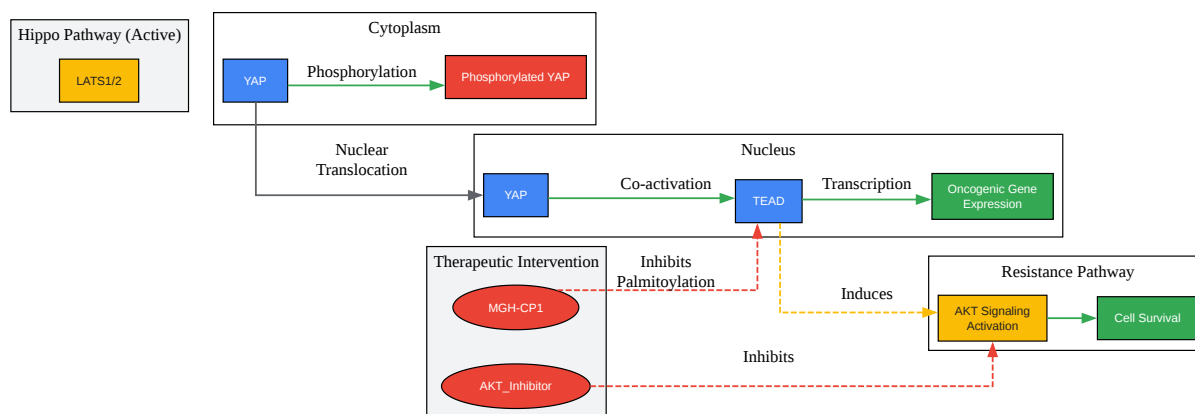 Hippo Pathway (Active)
LATS1/2
Cytoplasm
YAP
Phosphorylation
Phosphorylated YAP
Nuclear
Translocation
Nucleus
YAP
Co-activation
TEAD
Transcription
Oncogenic Gene
Expression
Therapeutic Intervention
MGH-CP1
Inhibits
Palmitoylation
AKT_Inhibitor
Inhibits
Induces
Resistance Pathway
AKT Signaling
Activation
Cell Survival